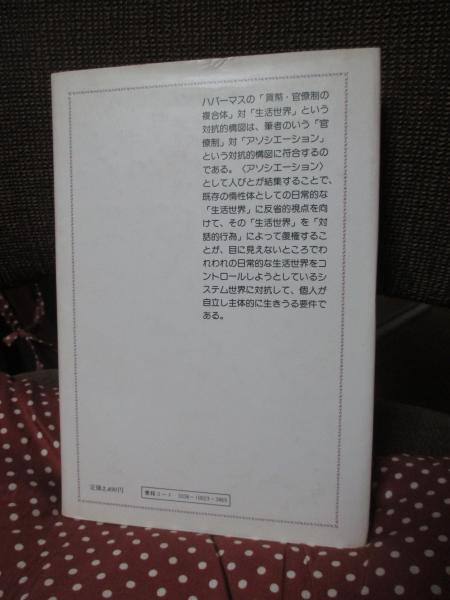 ハバーマスの「貨幣・官僚制の
複合体」対「生活世界」という
対抗的構図は、筆者のいう「官
僚制」対「アソシエーション」
という対抗的構図に符合するの
である。〈アソシエーション〉
として人びとが結集することで、
既存の惰性体としての日常的な
「生活世界」に反省的視点を向
けて、その「生活世界」を「対
話的行為」によって復権するこ
とが、目に見えないところでわ
れわれの日常的な生活世界をコ
ントロールしようとしているシ
ステム世界に対抗して、個人が
自立し主体的に生きうる要件で
ある。
定価2,400円
書籍コード